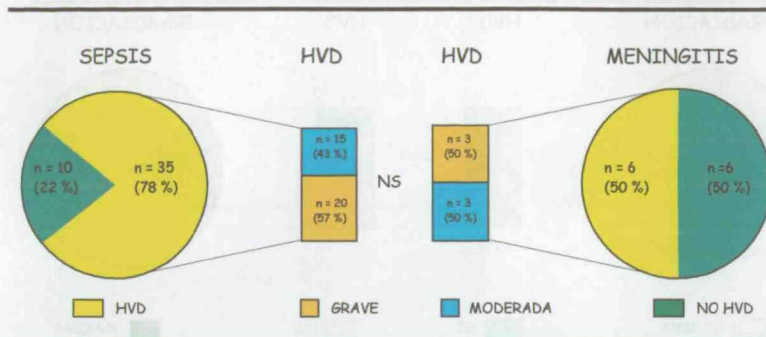 SEPSIS
HVD
HVD
MENINGITIS
n = 10
(22 %)
n = 35
(78 %)
n = 15
(43 %)
n = 20
(57 %)
NS
n = 3
(50 %)
n = 3
(50 %)
n = 6
(50 %)
n =6
(50 %)
HVD
GRAVE
MODERADA
NO HVD